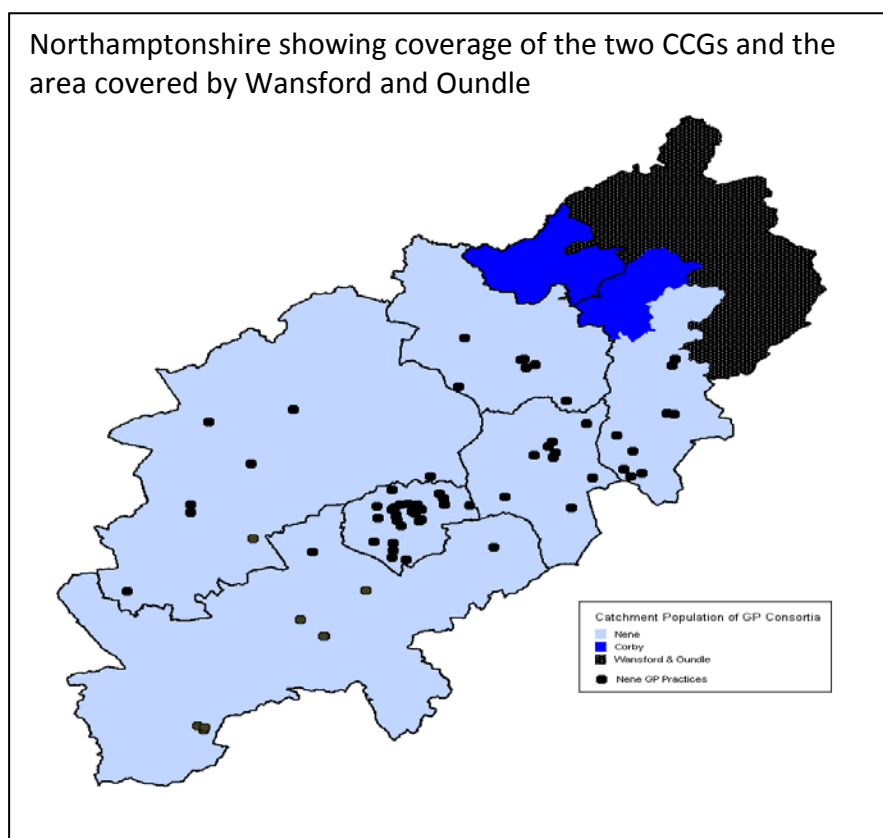 Northamptonshire showing coverage of the two CCGs and the
area covered by Wansford and Oundle
Catchment Population of GP Consortia
Nene
Corby
Wansford & Oundle
Nene GP Practices